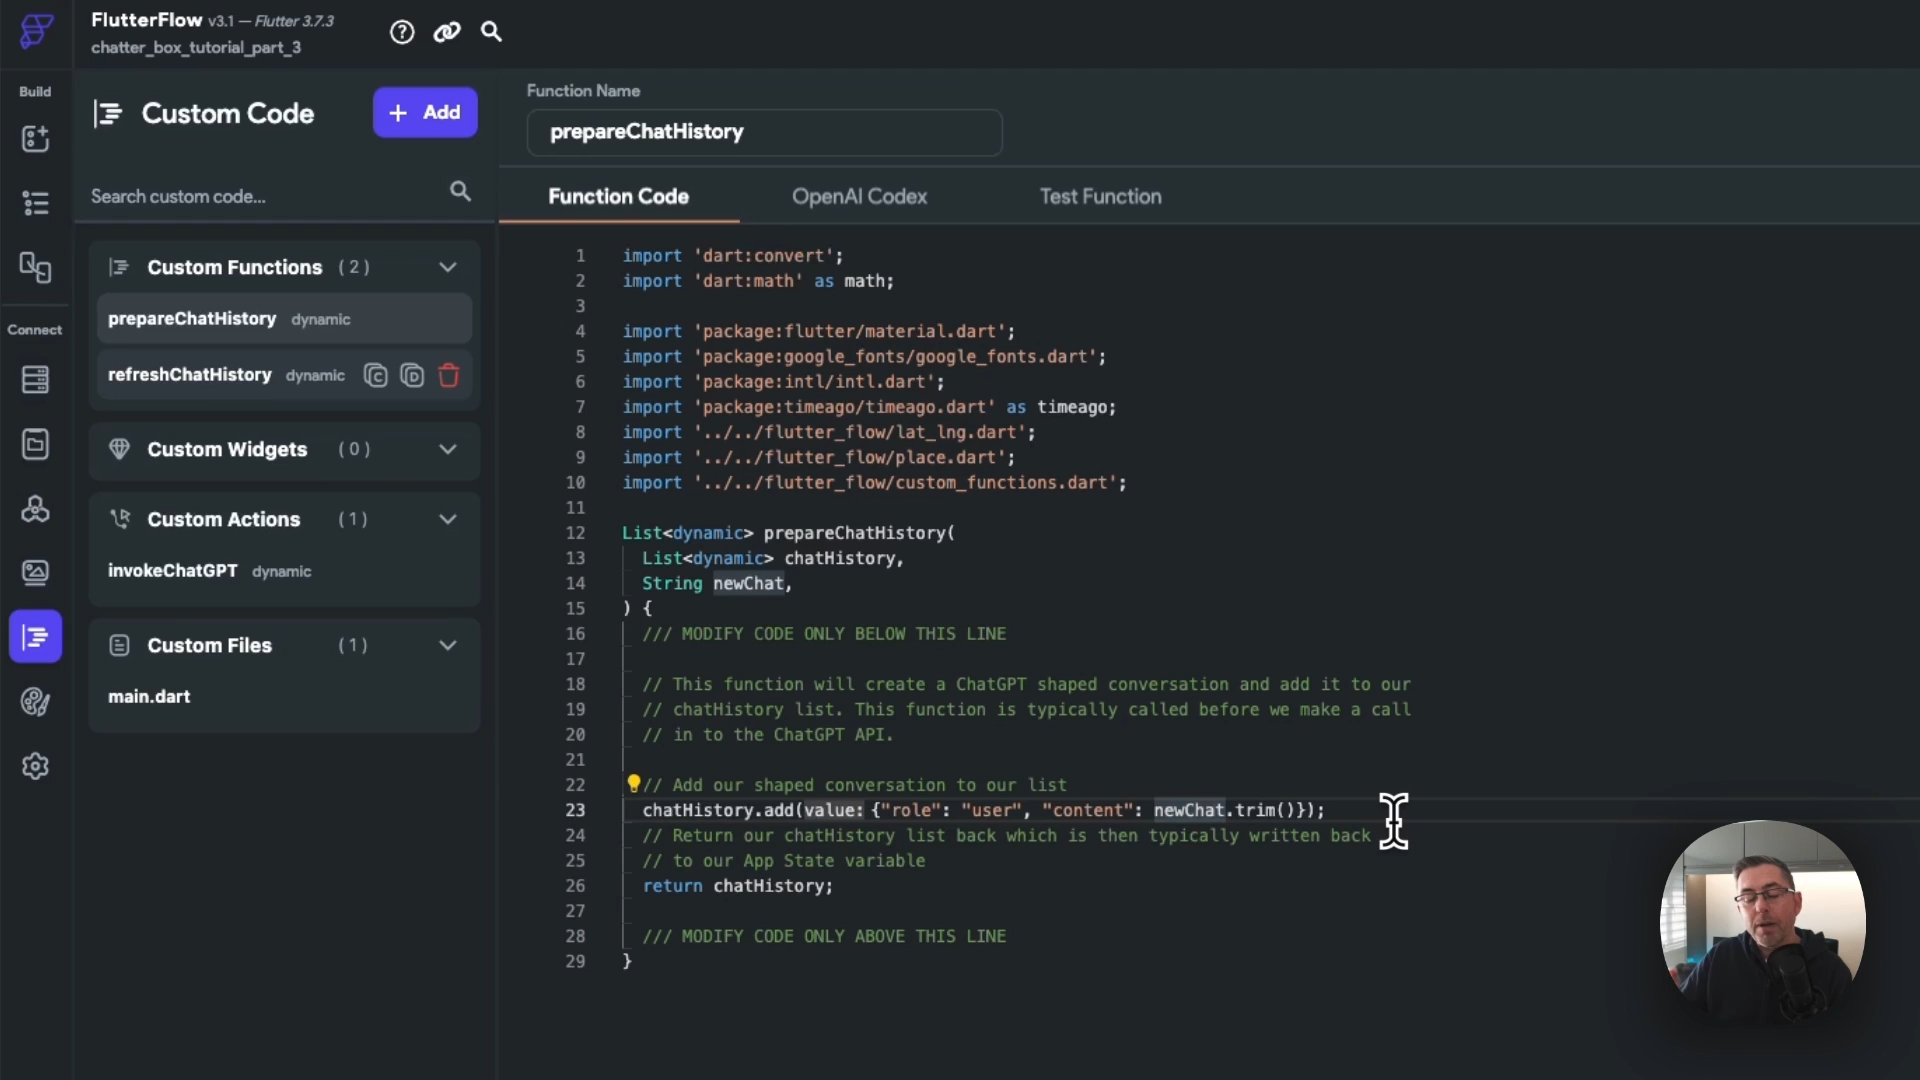 FlutterFlow v3.1 — Flutter 3.7.3
chatter_box_tutorial_part_3
Build
Connect
Custom Code
+ Add
Search custom code...
Custom Functions (2)
prepareChatHistory dynamic
refreshChatHistory dynamic
Custom Widgets (0)
Custom Actions (1)
invokeChatGPT dynamic
Custom Files (1)
main.dart
Function Name
prepareChatHistory
Function Code
OpenAI Codex
Test Function
1 import 'dart:convert';
2 import 'dart:math' as math;
3
4 import 'package:flutter/material.dart';
5 import 'package:google_fonts/google_fonts.dart';
6 import 'package:intl/intl.dart';
7 import 'package:timeago/timeago.dart' as timeago;
8 import '../../flutter_flow/lat_lng.dart';
9 import '../../flutter_flow/place.dart';
10 import '../../flutter_flow/custom_functions.dart';
11
12 List<dynamic> prepareChatHistory(
13 List<dynamic> chatHistory,
14 String newChat,
15 ) {
16 /// MODIFY CODE ONLY BELOW THIS LINE
17
18 // This function will create a ChatGPT shaped conversation and add it to our
19 // chatHistory list. This function is typically called before we make a call
20 // in to the ChatGPT API.
21
22 // Add our shaped conversation to our list
23 chatHistory.add(value: {"role": "user", "content": newChat.trim()});
24 // Return our chatHistory list back which is then typically written back
25 // to our App State variable
26 return chatHistory;
27
28 /// MODIFY CODE ONLY ABOVE THIS LINE
29 }